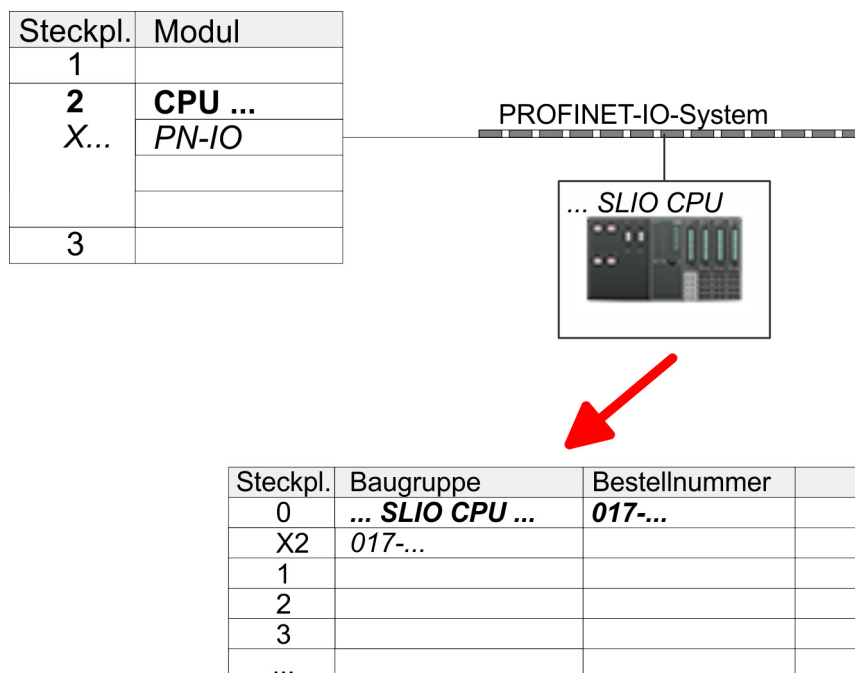 Steckpl. Modul
1
2 CPU ...
X... PN-IO
3
PROFINET-IO-System
... SLIO CPU
Steckpl. Baugruppe Bestellnummer
0 ... SLIO CPU ... 017-...
X2 017-...
1
2
3
...